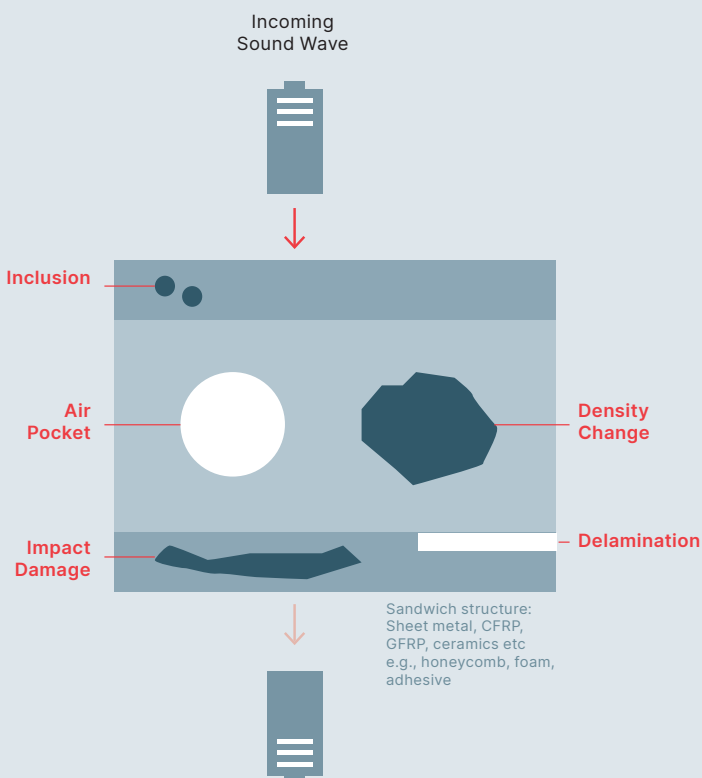 Incoming
Sound Wave
Inclusion
Air
Pocket
Density
Change
Impact
Damage
Delamination
Sandwich structure:
Sheet metal, CFRP,
GFRP, ceramics etc
e.g., honeycomb, foam,
adhesive